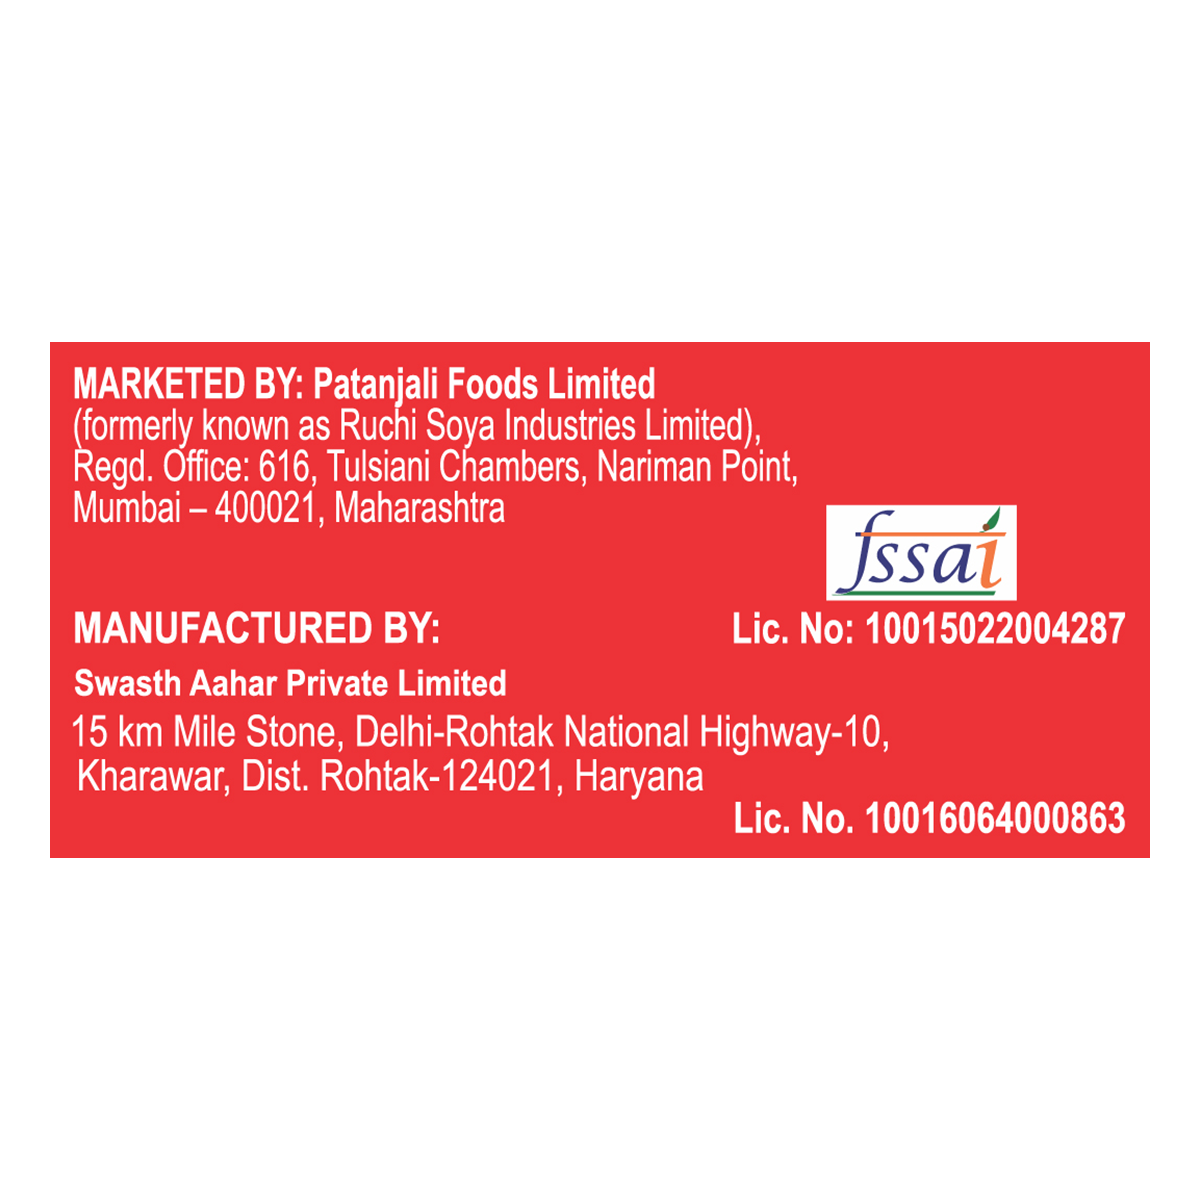 MARKETED BY: Patanjali Foods Limited
(formerly known as Ruchi Soya Industries Limited),
Regd. Office: 616, Tulsiani Chambers, Nariman Point,
Mumbai – 400021, Maharashtra
fssai
MANUFACTURED BY:
Lic. No: 10015022004287
Swasth Aahar Private Limited
15 km Mile Stone, Delhi-Rohtak National Highway-10,
Kharawar, Dist. Rohtak-124021, Haryana
Lic. No. 10016064000863